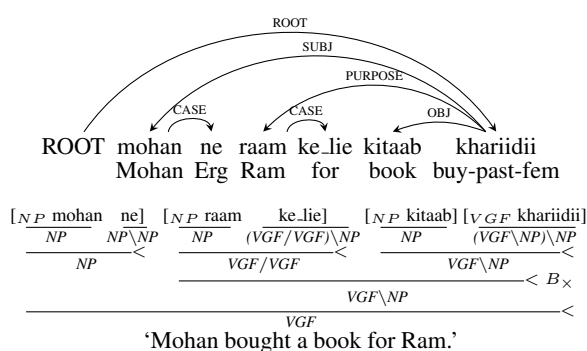 ROOT
SUBJ
PURPOSE
CASE CASE OBJ
ROOT mohan ne raam ke_lie kitaab khariidii
Mohan Erg Ram for book buy-past-fem
[NP mohan ne] [NP raam ke_lie] [NP kitaab] [VGF khariidii]
NP NP\NP NP (VGF/VGF)\NP NP (VGF\NP)\NP
< < <
NP VGF/VGF VGF\NP
< B×
VGF\NP
<
VGF
‘Mohan bought a book for Ram.’